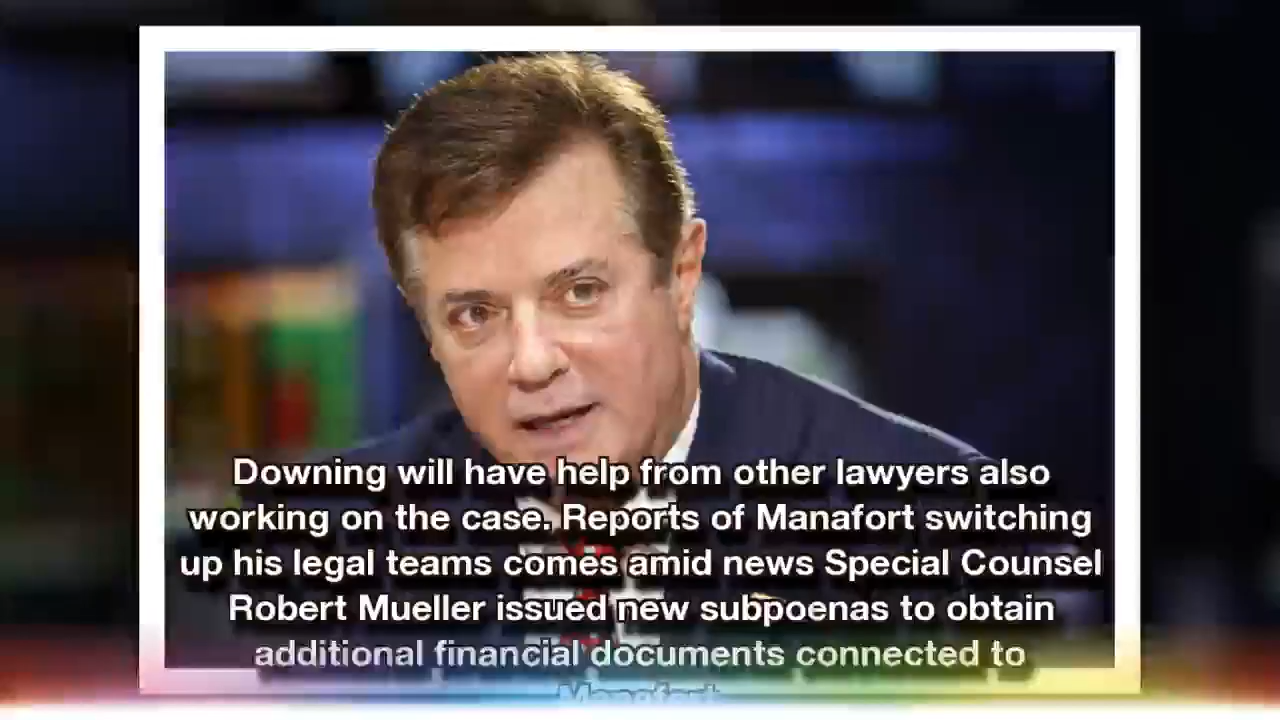 Downing will have help from other lawyers also
working on the case. Reports of Manafort switching
up his legal teams comes amid news Special Counsel
Robert Mueller issued new subpoenas to obtain
additional financial documents connected to
Manafort